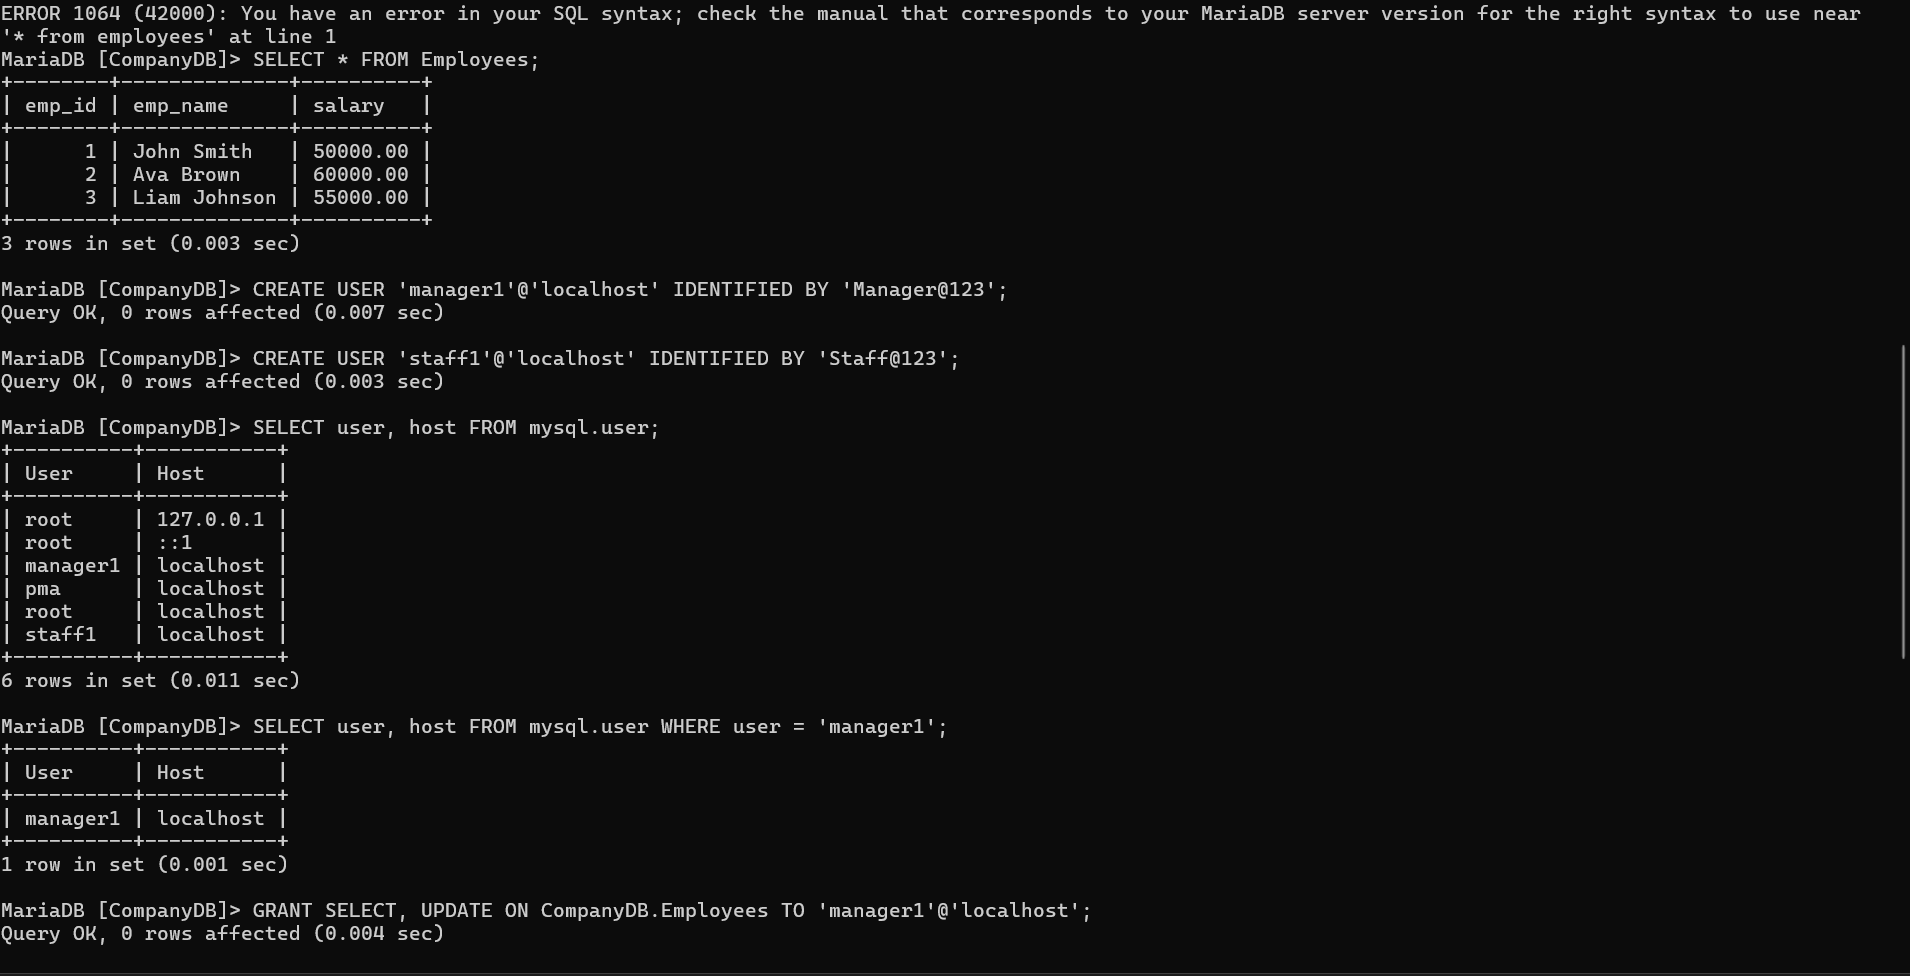 ERROR 1064 (42000): You have an error in your SQL syntax; check the manual that corresponds to your MariaDB server version for the right syntax to use near
'* from employees' at line 1
MariaDB [CompanyDB]> SELECT * FROM Employees;
+--------+--------------+----------+
| emp_id | emp_name     | salary   |
+--------+--------------+----------+
|      1 | John Smith   | 50000.00 |
|      2 | Ava Brown    | 60000.00 |
|      3 | Liam Johnson | 55000.00 |
+--------+--------------+----------+
3 rows in set (0.003 sec)

MariaDB [CompanyDB]> CREATE USER 'manager1'@'localhost' IDENTIFIED BY 'Manager@123';
Query OK, 0 rows affected (0.007 sec)

MariaDB [CompanyDB]> CREATE USER 'staff1'@'localhost' IDENTIFIED BY 'Staff@123';
Query OK, 0 rows affected (0.003 sec)

MariaDB [CompanyDB]> SELECT user, host FROM mysql.user;
+----------+-----------+
| User     | Host      |
+----------+-----------+
| root     | 127.0.0.1 |
| root     | ::1       |
| manager1 | localhost |
| pma      | localhost |
| root     | localhost |
| staff1   | localhost |
+----------+-----------+
6 rows in set (0.011 sec)

MariaDB [CompanyDB]> SELECT user, host FROM mysql.user WHERE user = 'manager1';
+----------+-----------+
| User     | Host      |
+----------+-----------+
| manager1 | localhost |
+----------+-----------+
1 row in set (0.001 sec)

MariaDB [CompanyDB]> GRANT SELECT, UPDATE ON CompanyDB.Employees TO 'manager1'@'localhost';
Query OK, 0 rows affected (0.004 sec)